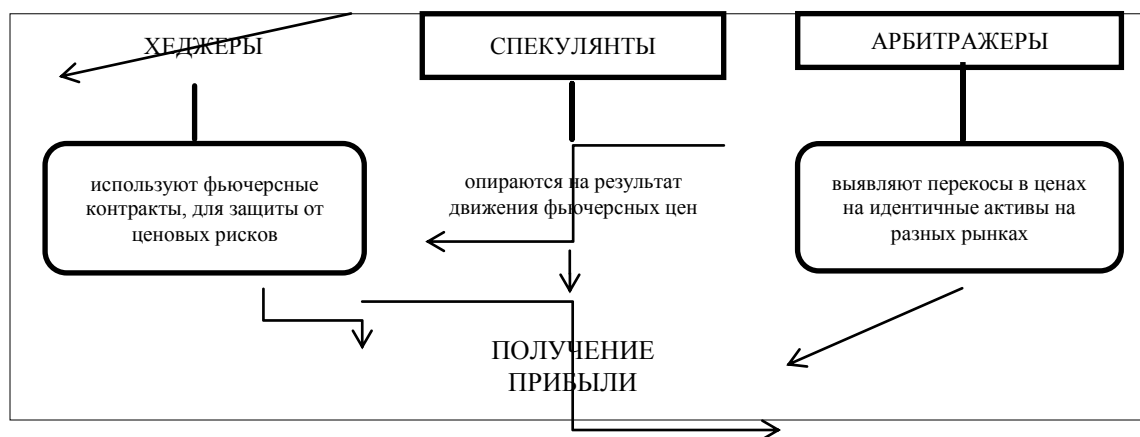 ХЕДЖЕРЫ
СПЕКУЛЯНТЫ
АРБИТРАЖЕРЫ
используют фьючерсные
контракты, для защиты от
ценовых рисков
опираются на результат
движения фьючерсных цен
выявляют перекосы в ценах
на идентичные активы на
разных рынках
ПОЛУЧЕНИЕ
ПРИБЫЛИ